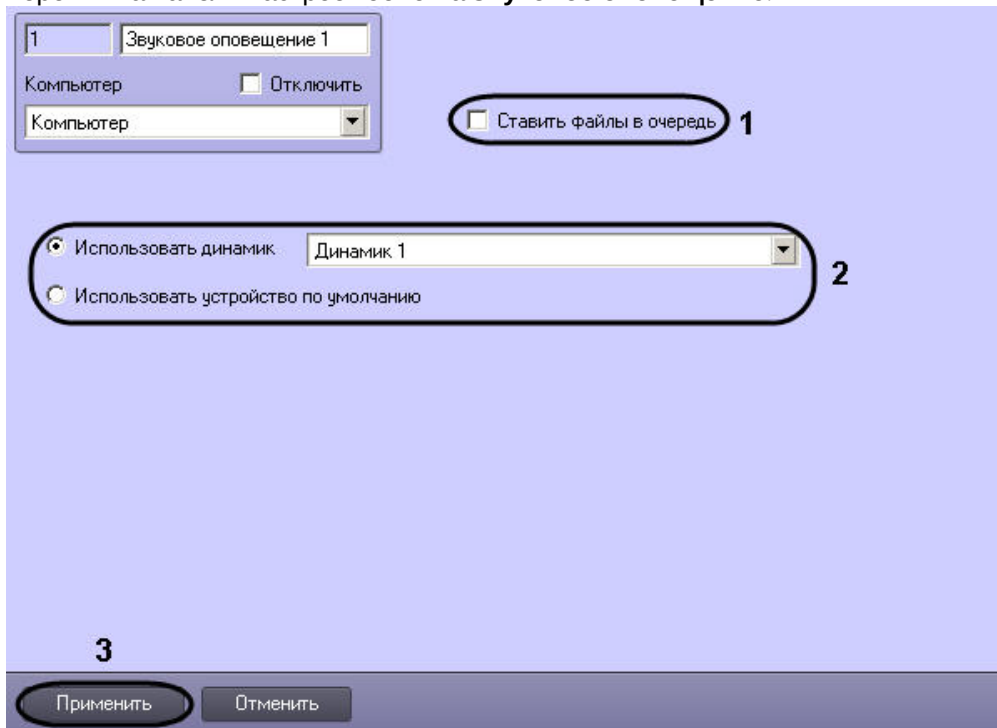 1 Звуковое оповещение 1
Компьютер Отключить
Компьютер
Ставить файлы в очередь 1
Использовать динамик Динамик 1
2
Использовать устройство по умолчанию
3
Применить Отменить